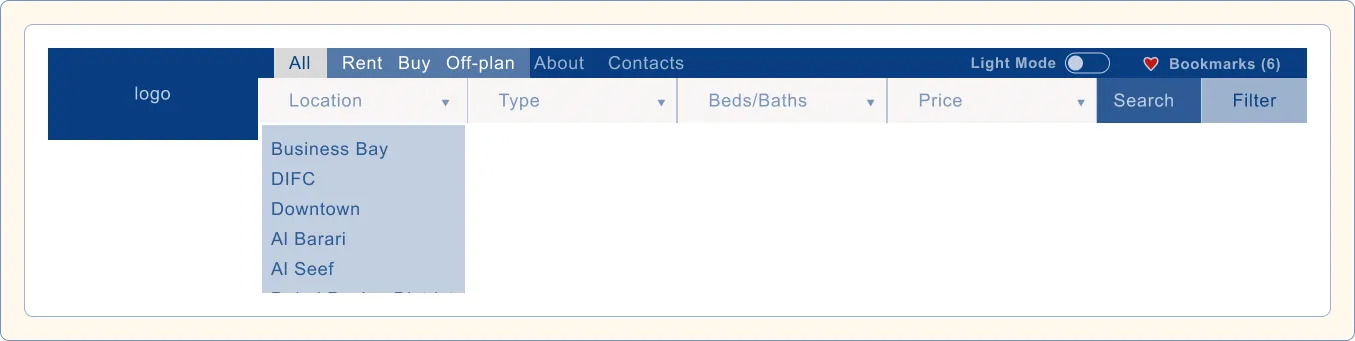 logo
All Rent Buy Off-plan About Contacts Light Mode Bookmarks (6)
Location Type Beds/Baths Price Search Filter
Business Bay
DIFC
Downtown
Al Barari
Al Seef